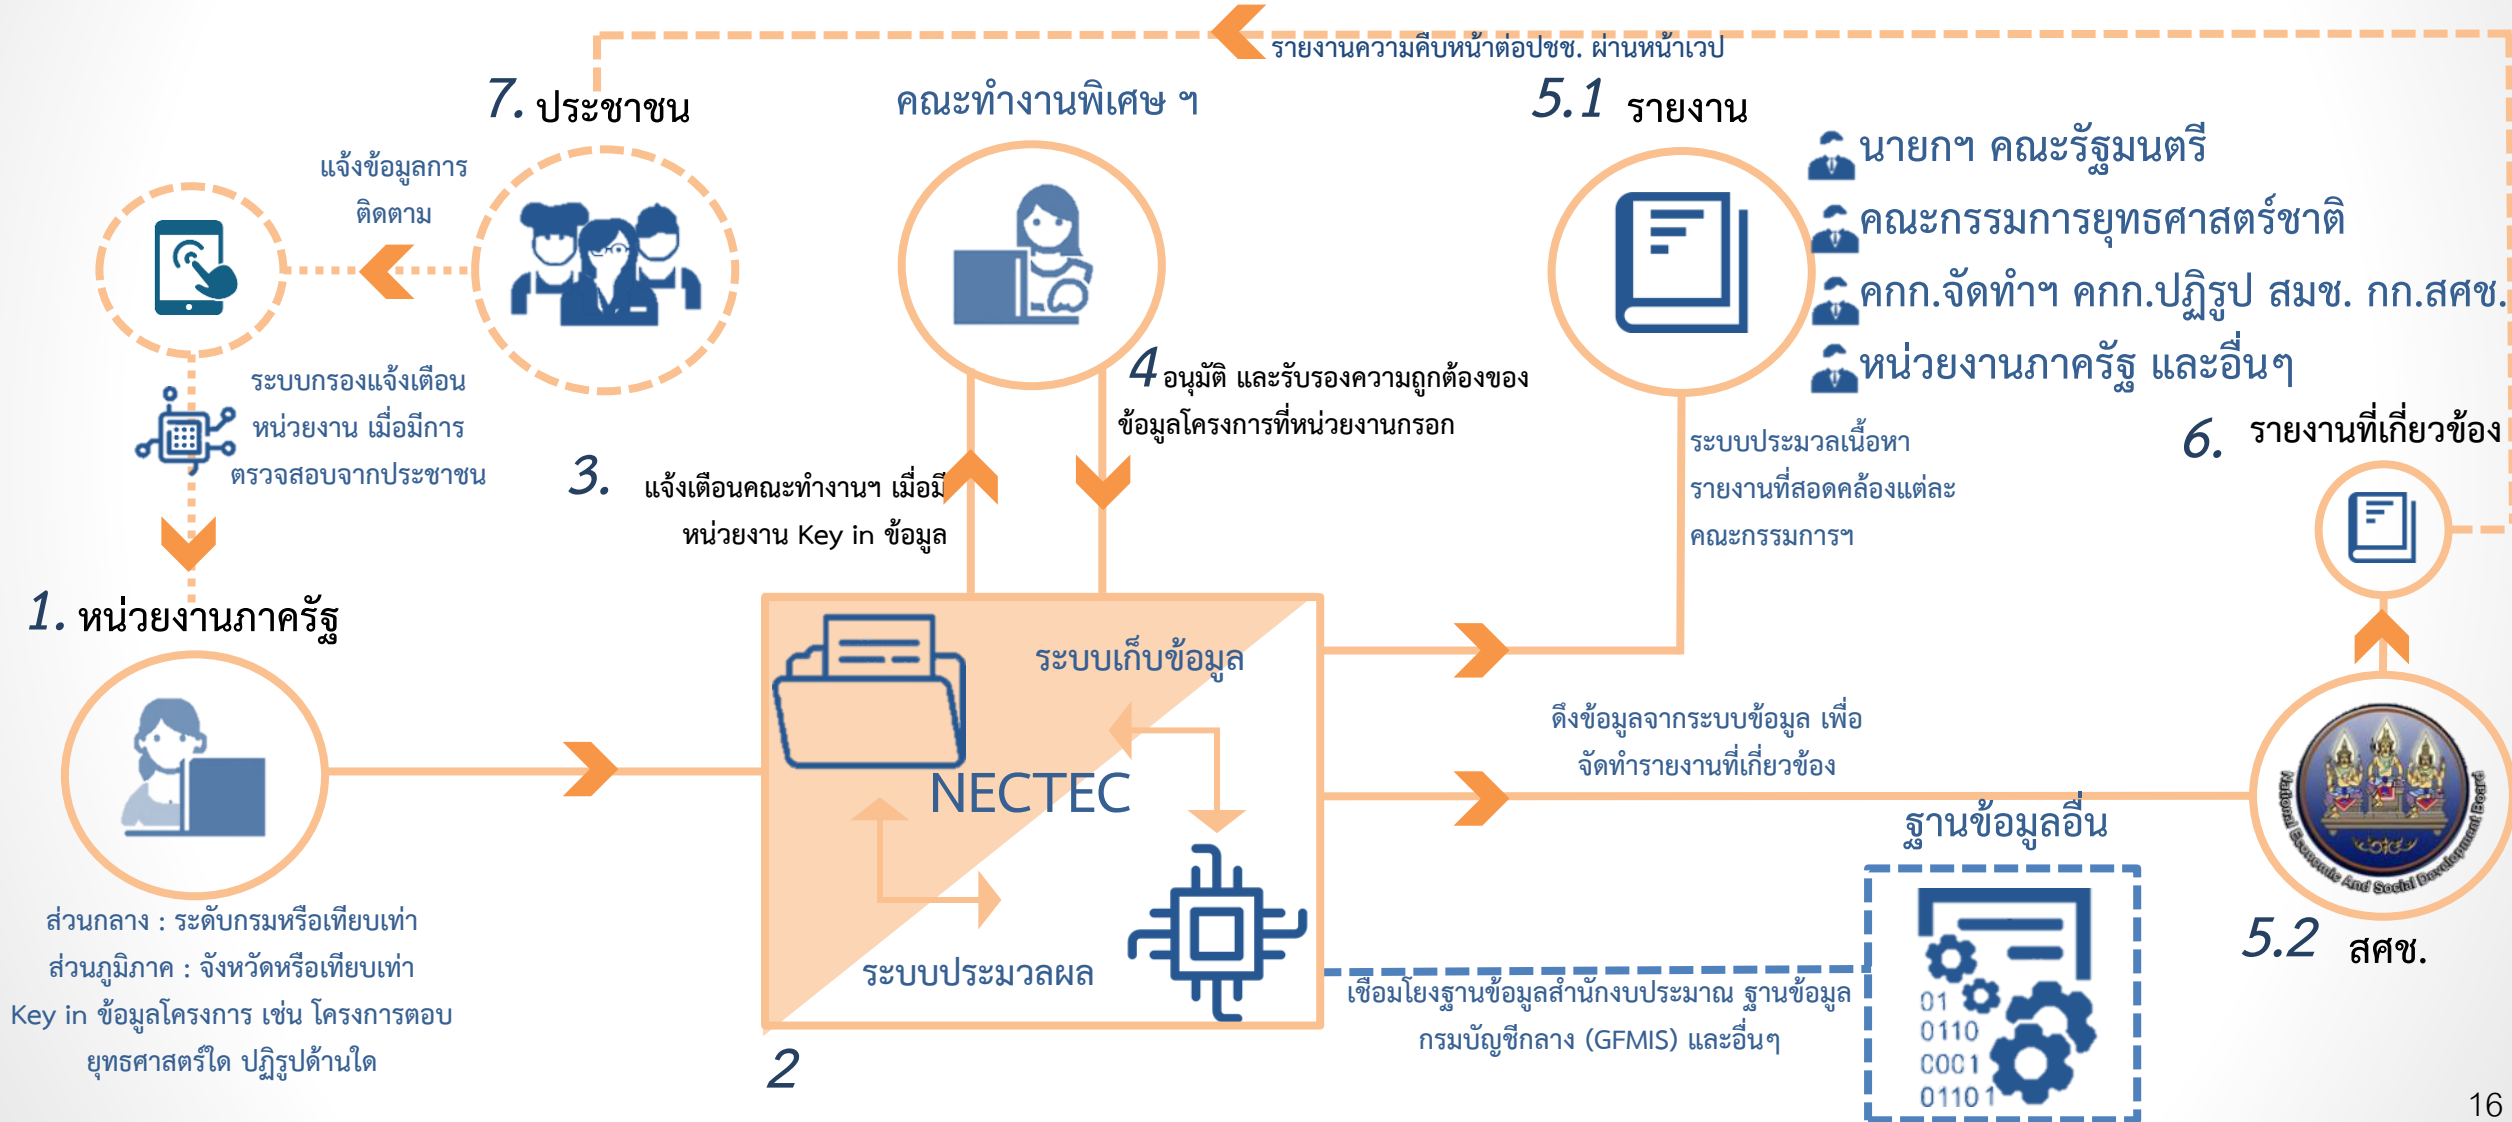 รายงานความคืบหน้าต่อปชช. ผ่านหน้าเวป
7. ประชาชน
คณะทำงานพิเศษ ฯ
5.1 รายงาน
นายกฯ คณะรัฐมนตรี
คณะกรรมการยุทธศาสตร์ชาติ
คกก.จัดทำฯ คกก.ปฏิรูป สมช. กก.สศช.
หน่วยงานภาครัฐ และอื่นๆ
แจ้งข้อมูลการ
ติดตาม
ระบบกรองแจ้งเตือน
หน่วยงาน เมื่อมีการ
ตรวจสอบจากประชาชน
3. แจ้งเตือนคณะทำงานฯ เมื่อมี
หน่วยงาน Key in ข้อมูล
4 อนุมัติ และรับรองความถูกต้องของ
ข้อมูลโครงการที่หน่วยงานกรอก
ระบบประมวลเนื้อหา
รายงานที่สอดคล้องแต่ละ
คณะกรรมการฯ
6. รายงานที่เกี่ยวข้อง
1. หน่วยงานภาครัฐ
ส่วนกลาง : ระดับกรมหรือเทียบเท่า
ส่วนภูมิภาค : จังหวัดหรือเทียบเท่า
Key in ข้อมูลโครงการ เช่น โครงการตอบ
ยุทธศาสตร์ใด ปฏิรูปด้านใด
ระบบเก็บข้อมูล
NECTEC
ระบบประมวลผล
2
ดึงข้อมูลจากระบบข้อมูล เพื่อ
จัดทำรายงานที่เกี่ยวข้อง
ฐานข้อมูลอื่น
01
0110
0001
01101
เชื่อมโยงฐานข้อมูลสำนักงบประมาณ ฐานข้อมูล
กรมบัญชีกลาง (GFMIS) และอื่นๆ
National Economic And Social Development Board
5.2 สศช.
16